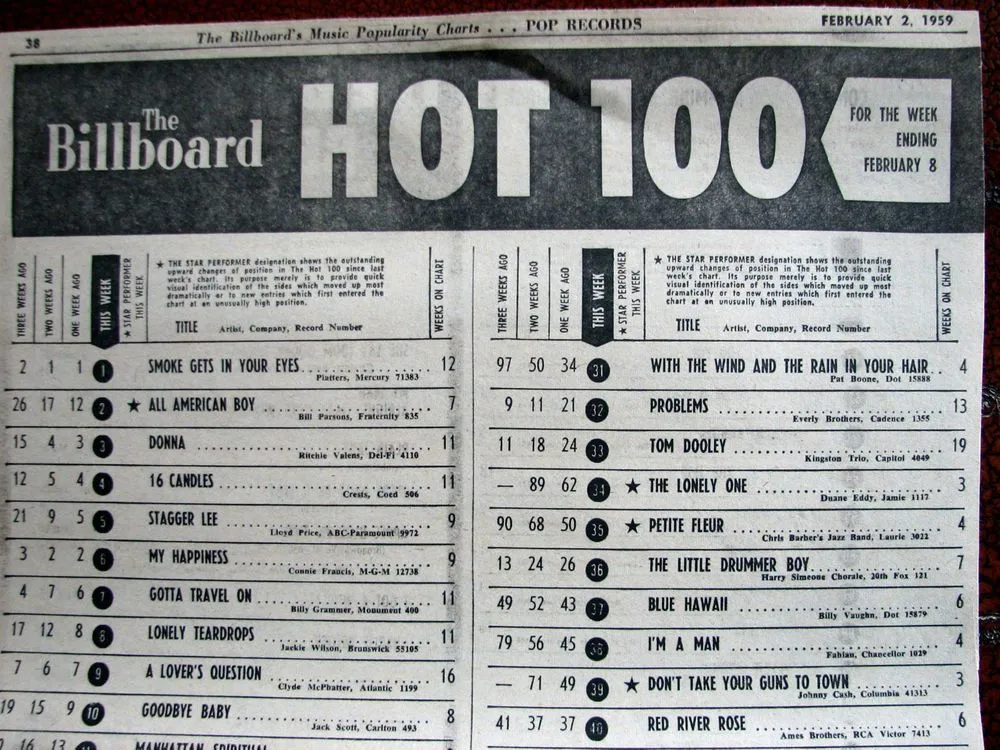 38
The Billboard's Music Popularity Charts . . . POP RECORDS
FEBRUARY 2, 1959
The Billboard
HOT 100
FOR THE WEEK
ENDING
FEBRUARY 8
THREE WEEKS AGO
TWO WEEKS AGO
ONE WEEK AGO
THIS WEEK
★ STAR PERFORMER
THIS WEEK
★ THE STAR PERFORMER designation shows the outstanding
upward changes of position in The Hot 100 since last
week's chart. Its purpose merely is to provide quick
visual identification of the sides which moved up most
dramatically or to new entries which first entered the
chart at an unusually high position.
TITLE Artist, Company, Record Number
WEEKS ON CHART
2 1 1 1 SMOKE GETS IN YOUR EYES 12
Platters, Mercury 71383
26 17 12 2 ★ ALL AMERICAN BOY 7
Bill Parsons, Fraternity 835
15 4 3 3 DONNA 11
Ritchie Valens, Del-Fi 4110
12 5 4 4 16 CANDLES 11
Crests, Coed 506
21 9 5 5 STAGGER LEE 9
Lloyd Price, ABC-Paramount 9972
3 2 2 6 MY HAPPINESS 9
Connie Francis, M-G-M 12738
4 7 6 7 GOTTA TRAVEL ON 11
Billy Grammer, Monument 400
17 12 8 8 LONELY TEARDROPS 11
Jackie Wilson, Brunswick 55105
7 6 7 9 A LOVER'S QUESTION 16
Clyde McPhatter, Atlantic 1199
19 15 9 10 GOODBYE BABY 8
Jack Scott, Carlton 493
16 13 MANHATTAN SPIRITUAL
THREE WEEKS AGO
TWO WEEKS AGO
ONE WEEK AGO
THIS WEEK
★ STAR PERFORMER
THIS WEEK
★ THE STAR PERFORMER designation shows the outstanding
upward changes of position in The Hot 100 since last
week's chart. Its purpose merely is to provide quick
visual identification of the sides which moved up most
dramatically or to new entries which first entered the
chart at an unusually high position.
TITLE Artist, Company, Record Number
WEEKS ON CHART
97 50 34 31 WITH THE WIND AND THE RAIN IN YOUR HAIR 4
Pat Boone, Dot 15888
9 11 21 32 PROBLEMS 13
Everly Brothers, Cadence 1355
11 18 24 33 TOM DOOLEY 19
Kingston Trio, Capitol 4049
— 89 62 34 ★ THE LONELY ONE 3
Duane Eddy, Jamie 1117
90 68 50 35 ★ PETITE FLEUR 4
Chris Barber's Jazz Band, Laurie 3022
13 24 26 36 THE LITTLE DRUMMER BOY 7
Harry Simeone Chorale, 20th Fox 121
49 52 43 37 BLUE HAWAII 6
Billy Vaughn, Dot 15879
79 56 45 38 I'M A MAN 4
Fabian, Chancellor 1029
— 71 49 39 ★ DON'T TAKE YOUR GUNS TO TOWN 3
Johnny Cash, Columbia 41313
41 37 37 40 RED RIVER ROSE 6
Ames Brothers, RCA Victor 7413